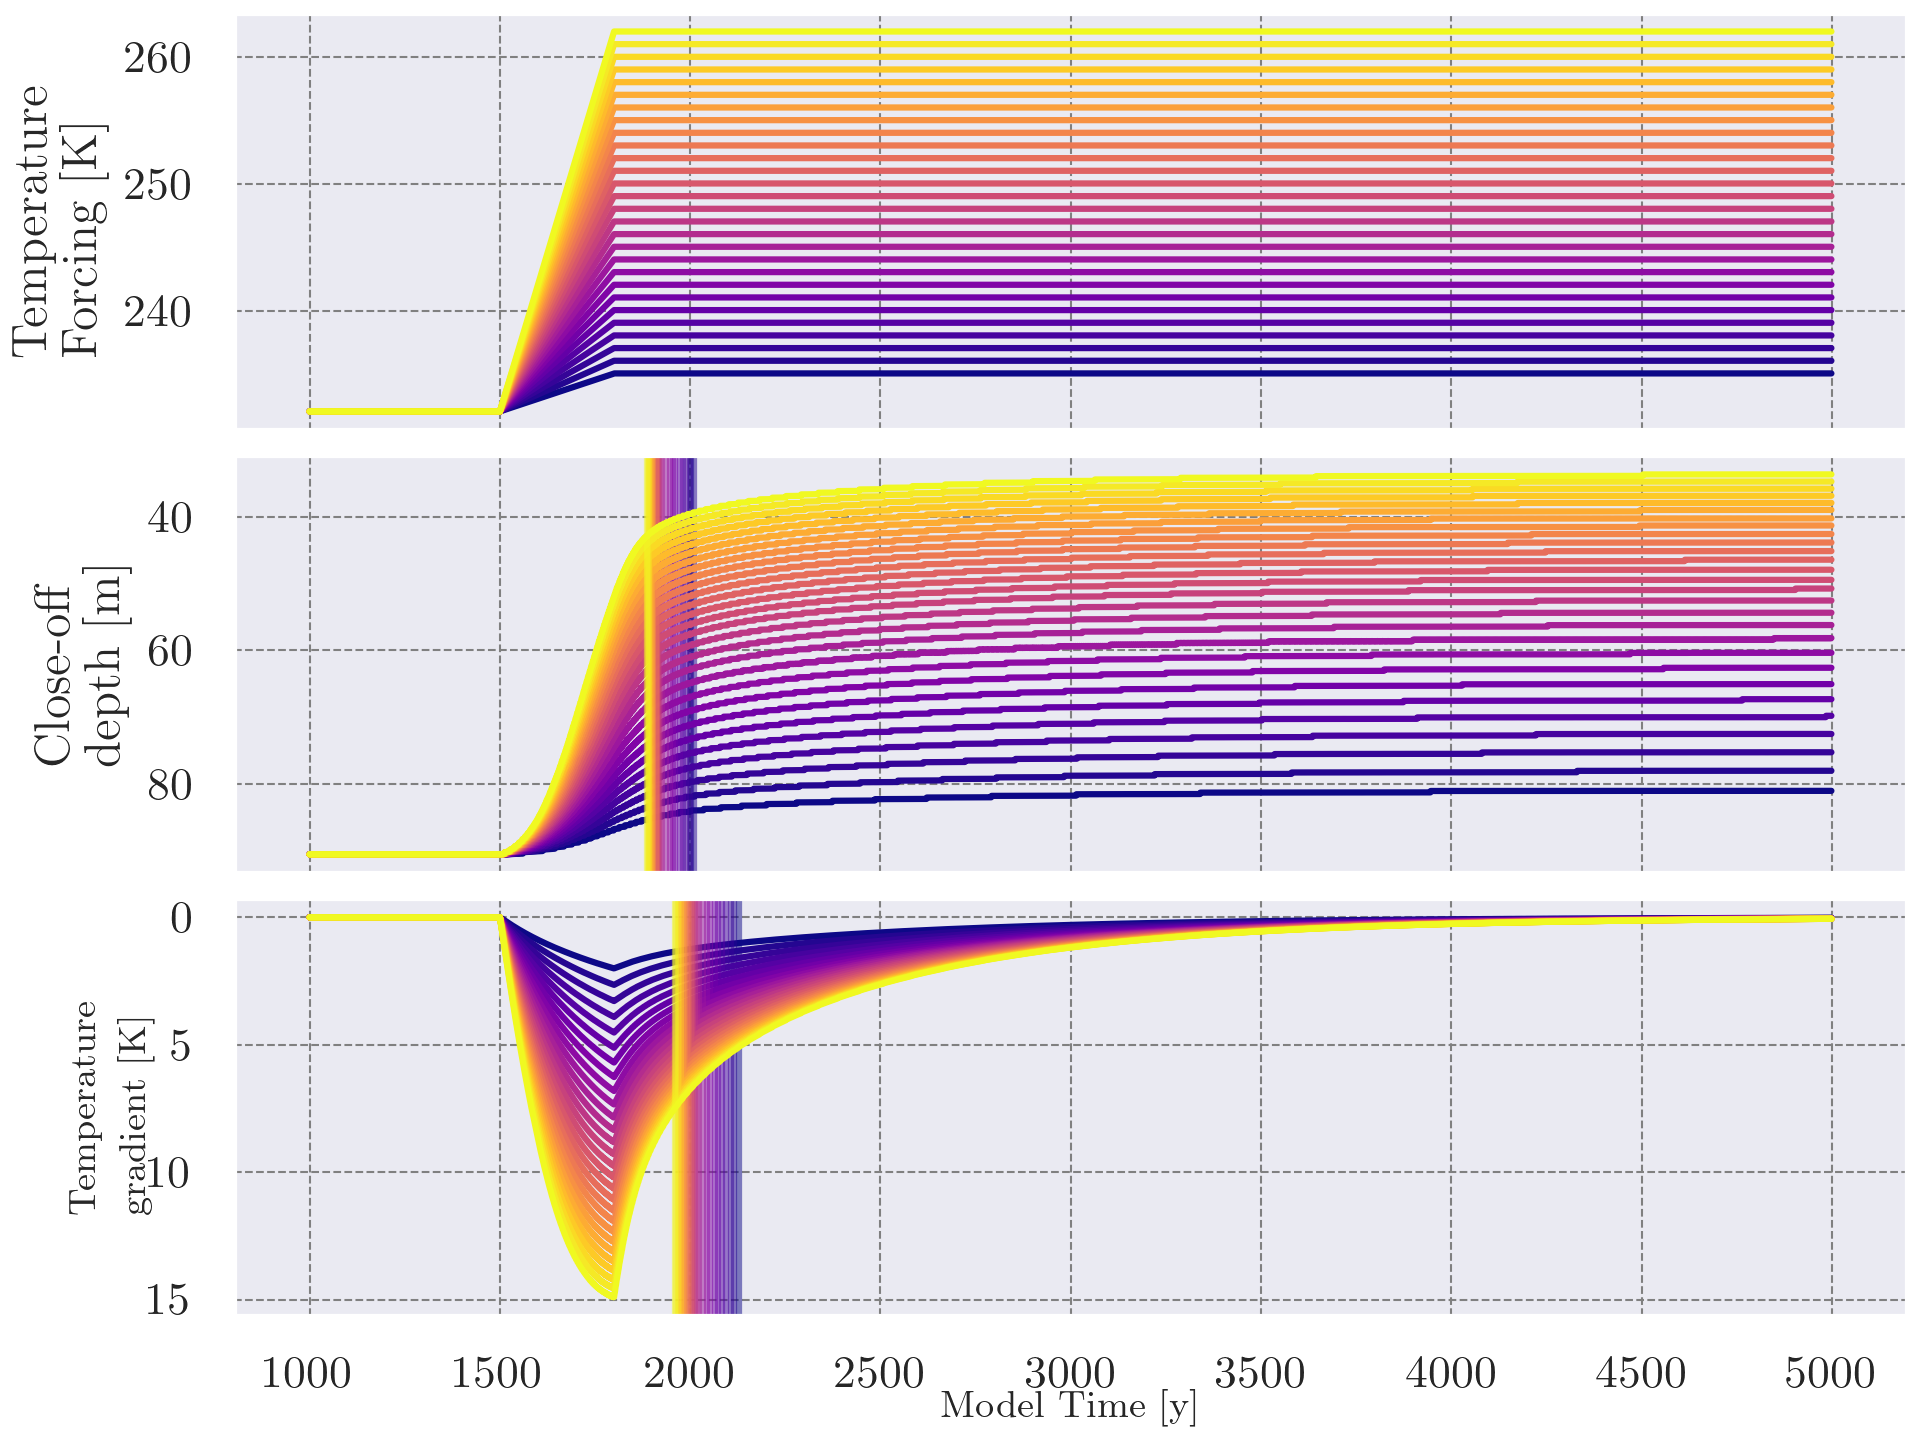 Temperature
Forcing [K]
260
250
240
Close-off
depth [m]
40
60
80
Temperature
gradient [K]
0
5
10
15
1000 1500 2000 2500 3000 3500 4000 4500 5000
Model Time [y]